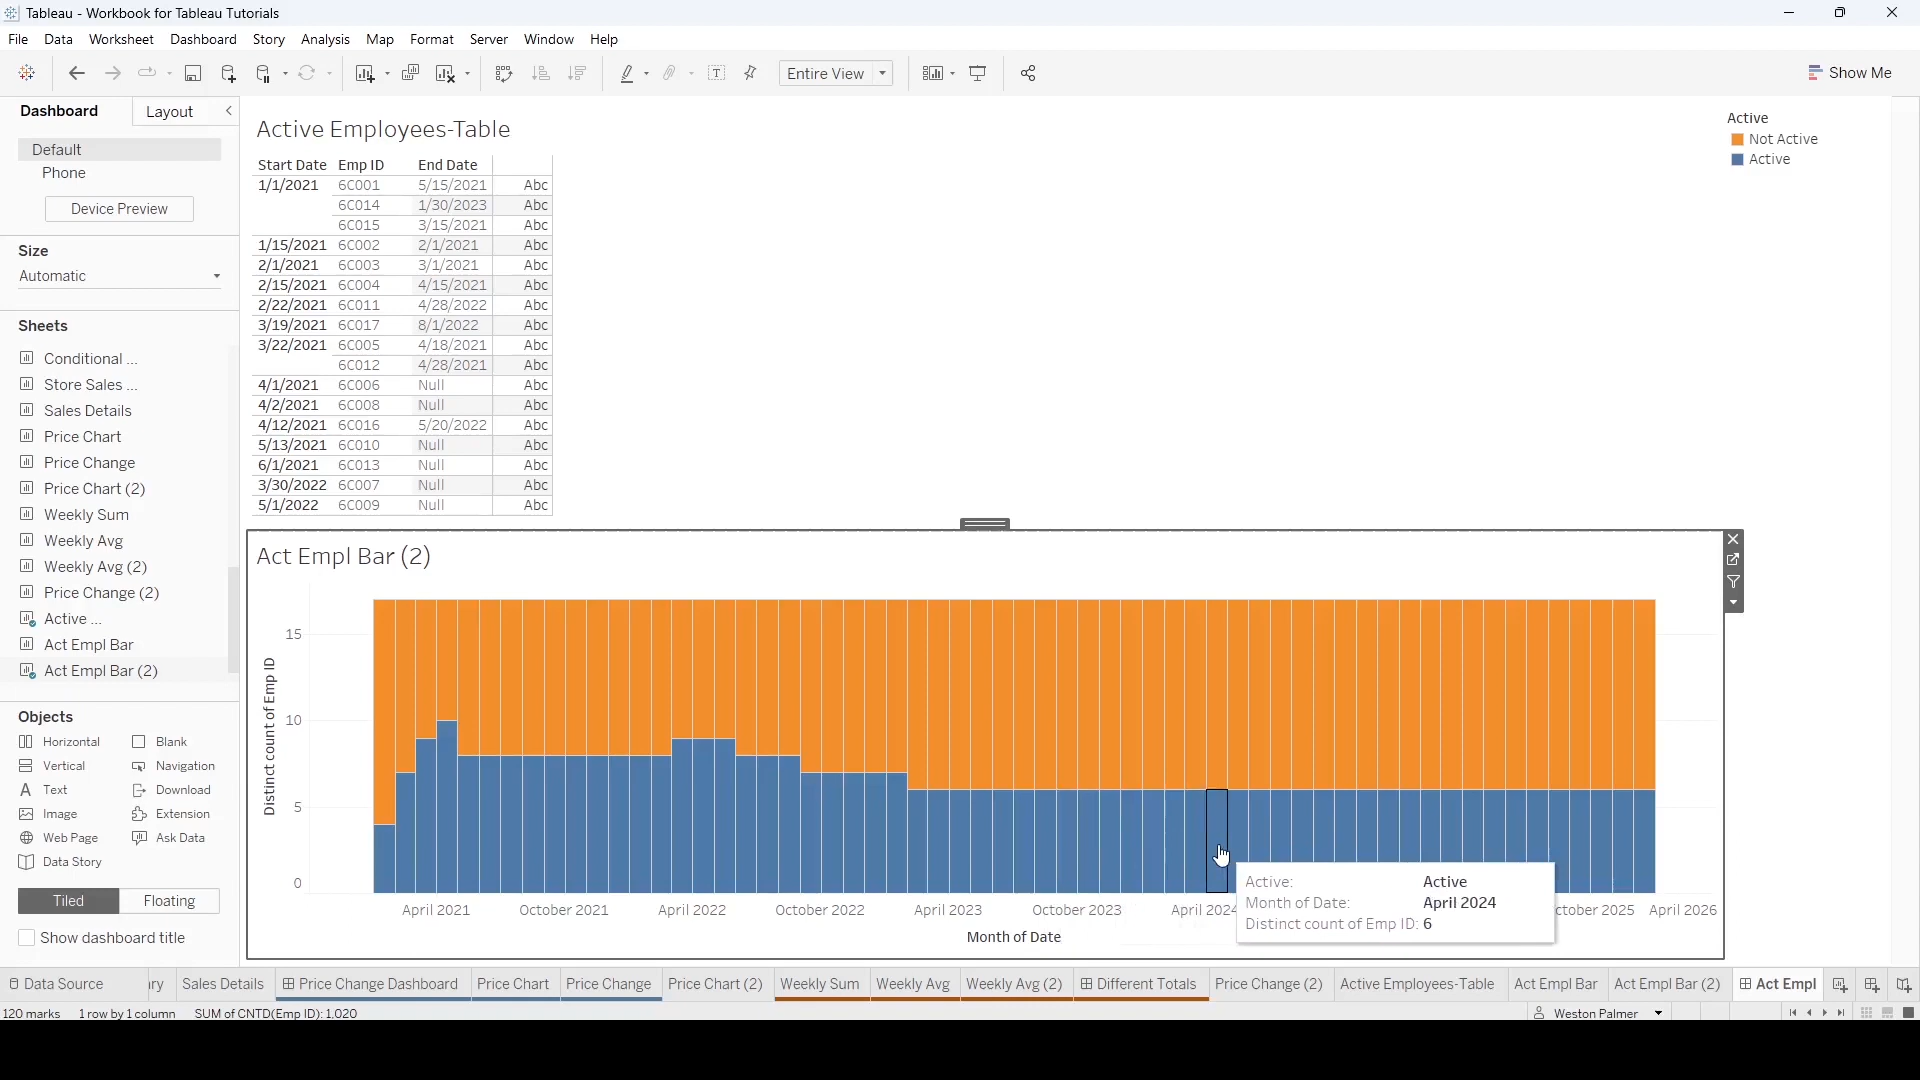 Tableau - Workbook for Tableau Tutorials
File Data Worksheet Dashboard Story Analysis Map Format Server Window Help
Entire View
Show Me
Dashboard Layout
Default
Phone
Device Preview
Size
Automatic
Sheets
Conditional ...
Store Sales ...
Sales Details
Price Chart
Price Change
Price Chart (2)
Weekly Sum
Weekly Avg
Weekly Avg (2)
Price Change (2)
Active ...
Act Empl Bar
Act Empl Bar (2)
Objects
Horizontal Blank
Vertical Navigation
Text Download
Image Extension
Web Page Ask Data
Data Story
Tiled Floating
Show dashboard title
Active Employees-Table
Start Date Emp ID End Date
1/1/2021 6C001 5/15/2021 Abc
6C014 1/30/2023 Abc
6C015 3/15/2021 Abc
1/15/2021 6C002 2/1/2021 Abc
2/1/2021 6C003 3/1/2021 Abc
2/15/2021 6C004 4/15/2021 Abc
2/22/2021 6C011 4/28/2022 Abc
3/19/2021 6C017 8/1/2022 Abc
3/22/2021 6C005 4/18/2021 Abc
6C012 4/28/2021 Abc
4/1/2021 6C006 Null Abc
4/2/2021 6C008 Null Abc
4/12/2021 6C016 5/20/2022 Abc
5/13/2021 6C010 Null Abc
6/1/2021 6C013 Null Abc
3/30/2022 6C007 Null Abc
5/1/2022 6C009 Null Abc
Active
Not Active
Active
Act Empl Bar (2)
Distinct count of Emp ID
15
10
5
0
April 2021 October 2021 April 2022 October 2022 April 2023 October 2023 April 2024 ctober 2025 April 2026
Month of Date
Active: Active
Month of Date: April 2024
Distinct count of Emp ID: 6
Data Source ry Sales Details Price Change Dashboard Price Chart Price Change Price Chart (2) Weekly Sum Weekly Avg Weekly Avg (2) Different Totals Price Change (2) Active Employees-Table Act Empl Bar Act Empl Bar (2) Act Empl
120 marks 1 row by 1 column SUM of CNTD(Emp ID): 1,020 Weston Palmer